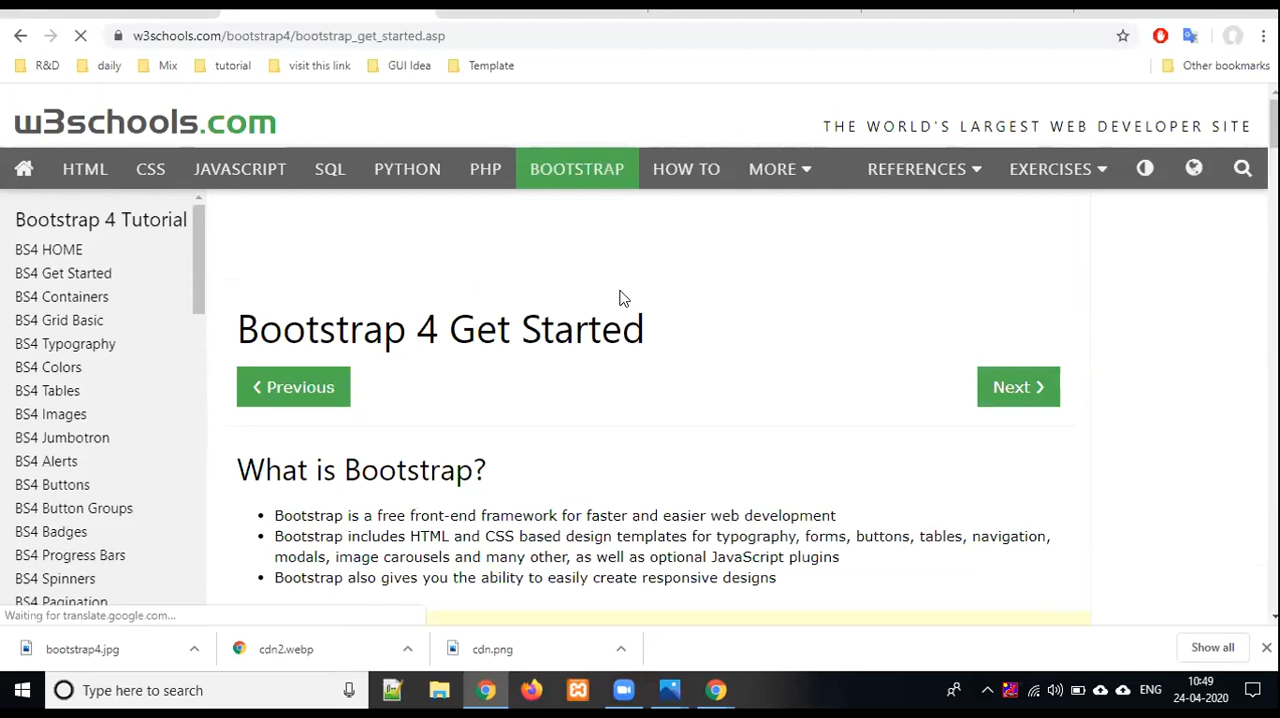 w3schools.com/bootstrap4/bootstrap_get_started.asp
R&D daily Mix tutorial visit this link GUI Idea Template Other bookmarks
w3schools.com
THE WORLD'S LARGEST WEB DEVELOPER SITE
HTML CSS JAVASCRIPT SQL PYTHON PHP BOOTSTRAP HOW TO MORE REFERENCES EXERCISES
Bootstrap 4 Tutorial
BS4 HOME
BS4 Get Started
BS4 Containers
BS4 Grid Basic
BS4 Typography
BS4 Colors
BS4 Tables
BS4 Images
BS4 Jumbotron
BS4 Alerts
BS4 Buttons
BS4 Button Groups
BS4 Badges
BS4 Progress Bars
BS4 Spinners
BS4 Pagination
Bootstrap 4 Get Started
❮ Previous
Next ❯
What is Bootstrap?
• Bootstrap is a free front-end framework for faster and easier web development
• Bootstrap includes HTML and CSS based design templates for typography, forms, buttons, tables, navigation,
modals, image carousels and many other, as well as optional JavaScript plugins
• Bootstrap also gives you the ability to easily create responsive designs
Waiting for translate.google.com...
bootstrap4.jpg cdn2.webp cdn.png Show all
Type here to search
ENG
10:49
24-04-2020